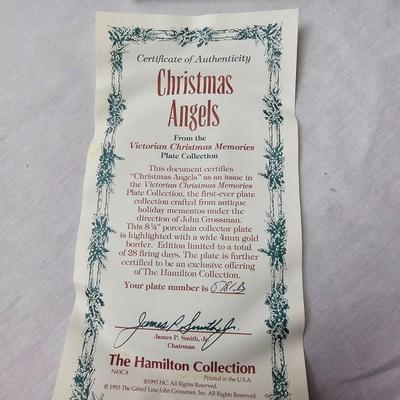 Certificate of Authenticity
Christmas
Angels
From the
Victorian Christmas Memories
Plate Collection
This document certifies
"Christmas Angels" as an issue in
the Victorian Christmas Memories
Plate Collection, the first-ever plate
collection crafted from antique
holiday mementos under the
direction of John Grossman.
This 8¼" porcelain collector plate
is highlighted with a wide 4mm gold
border. Edition limited to a total
of 28 firing days. The plate is further
certified to be an exclusive offering
of The Hamilton Collection.
Your plate number is
James P. Smith, Jr.
James P. Smith, Jr.
Chairman
The Hamilton Collection
N43CA
Printed in the U.S.A.
©1993 HC. All Rights Reserved.
© 1993 The Gifted Line, John Grossman, Inc. All Rights Reserved.